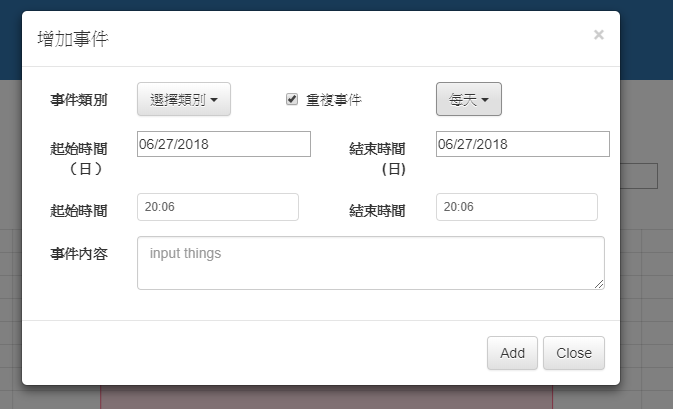 增加事件 ×
事件類別 選擇類別 重複事件 每天
起始時間 06/27/2018 結束時間 06/27/2018
（日） (日)
起始時間 20:06 結束時間 20:06
事件內容 input things
Add Close